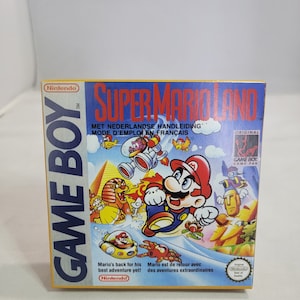 Nintendo
GAME BOY
SUPER MARIO LAND
MET NEDERLANDSE HANDLEIDING
MODE D'EMPLOI EN FRANÇAIS
GAME BOY
Mario's back for his
best adventure yet!
Mario est de retour avec
des aventures extraordinaires
Nintendo